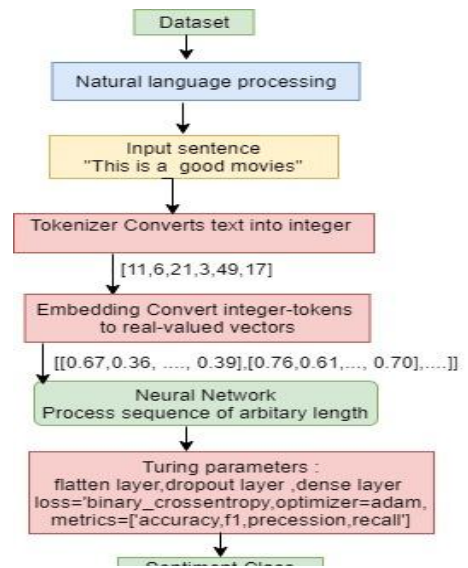 Dataset
Natural language processing
Input sentence
"This is a good movies"
Tokenizer Converts text into integer
[11,6,21,3,49,17]
Embedding Convert integer-tokens
to real-valued vectors
[[0.67,0.36, ...., 0.39],[0.76,0.61,..., 0.70],....]]
Neural Network
Process sequence of arbitary length
Turing parameters :
flatten layer,dropout layer ,dense layer
loss='binary_crossentropy,optimizer=adam,
metrics=['accuracy,f1,precession,recall']
Sentiment Class